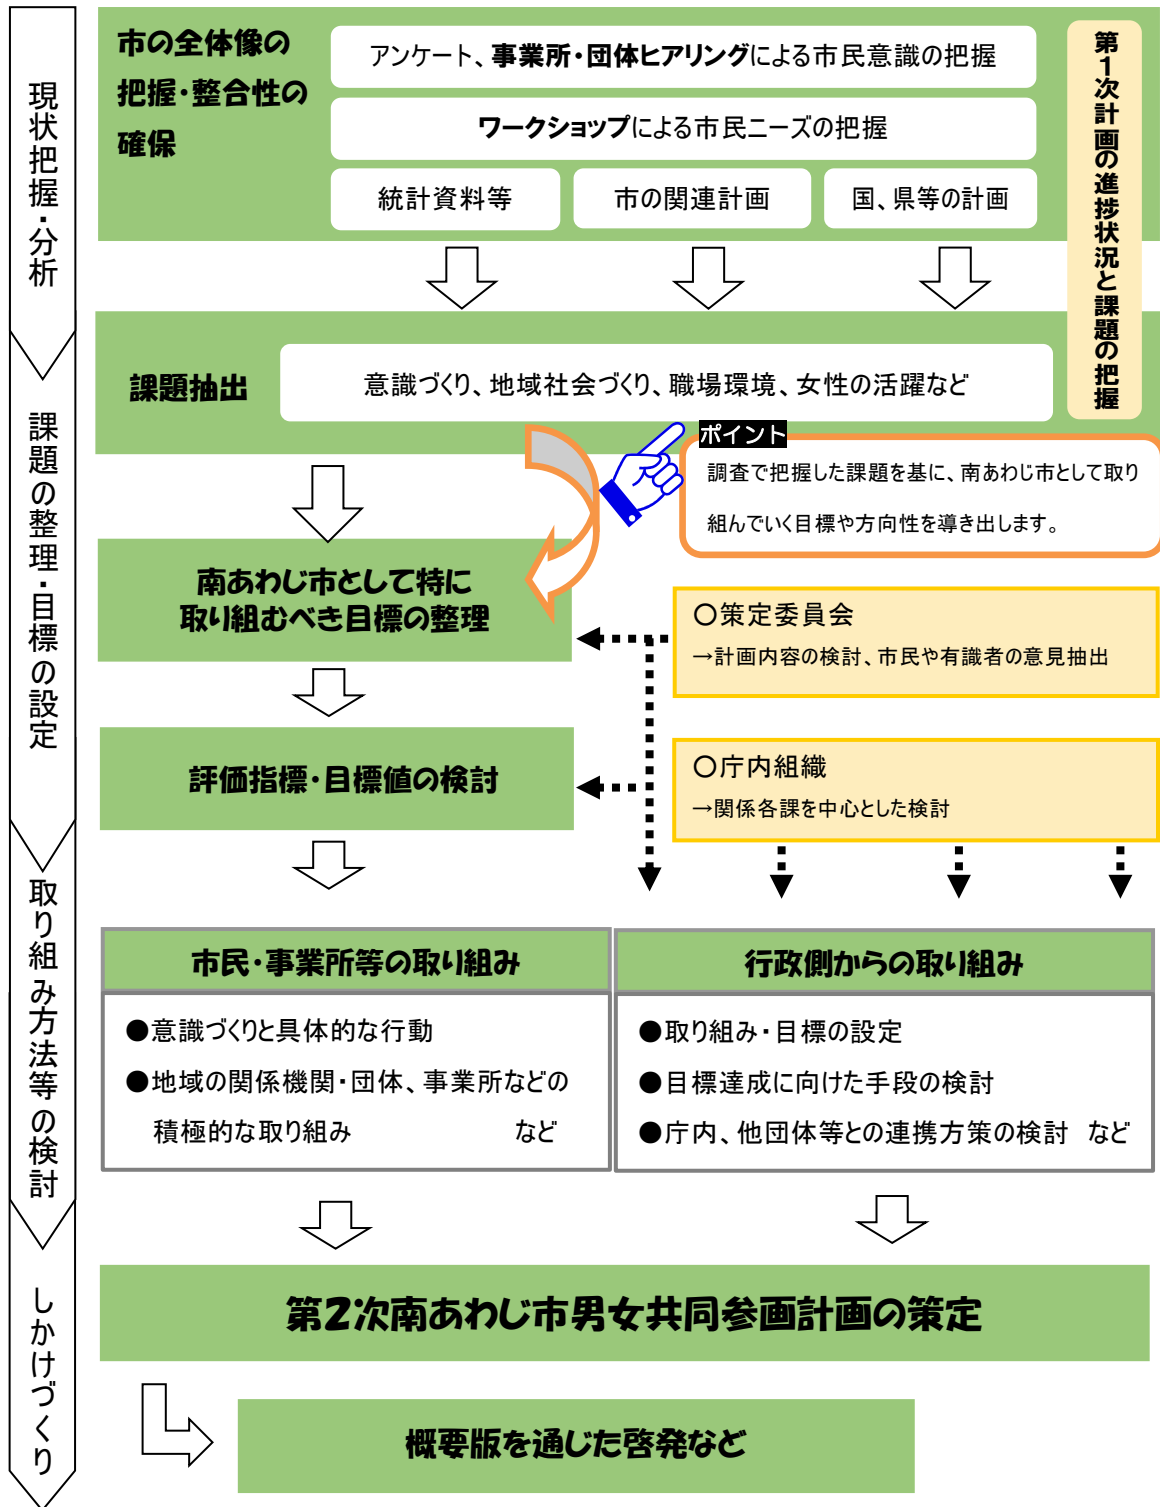 現状把握・分析
市の全体像の
把握・整合性の
確保
アンケート、事業所・団体ヒアリングによる市民意識の把握
ワークショップによる市民ニーズの把握
統計資料等
市の関連計画
国、県等の計画
第1次計画の進捗状況と課題の把握
課題の整理・目標の設定
課題抽出
意識づくり、地域社会づくり、職場環境、女性の活躍など
ポイント
調査で把握した課題を基に、南あわじ市として取り
組んでいく目標や方向性を導き出します。
南あわじ市として特に
取り組むべき目標の整理
〇策定委員会
→計画内容の検討、市民や有識者の意見抽出
評価指標・目標値の検討
〇庁内組織
→関係各課を中心とした検討
取り組み方法等の検討
市民・事業所等の取り組み
●意識づくりと具体的な行動
●地域の関係機関・団体、事業所などの
積極的な取り組み など
行政側からの取り組み
●取り組み・目標の設定
●目標達成に向けた手段の検討
●庁内、他団体等との連携方策の検討 など
しかけづくり
第2次南あわじ市男女共同参画計画の策定
概要版を通じた啓発など